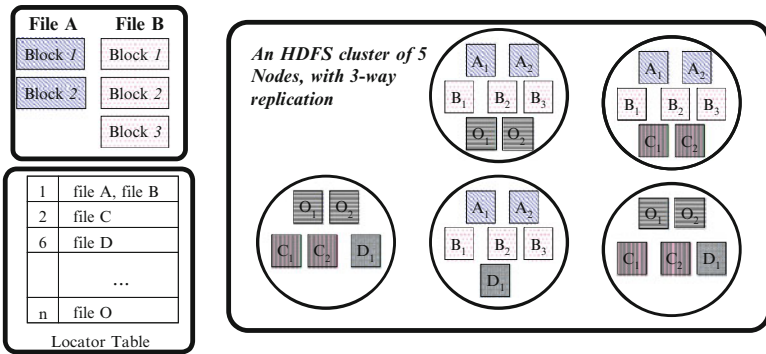 File A File B
Block 1 Block 1
Block 2 Block 2
Block 3
1 file A, file B
2 file C
6 file D
...
n file O
Locator Table
An HDFS cluster of 5
Nodes, with 3-way
replication
A1 A2
B1 B2 B3
O1 O2
A1 A2
B1 B2 B3
C1 C2
O1 O2
C1 C2 D1
A1 A2
B1 B2 B3
D1
O1 O2
C1 C2 D1